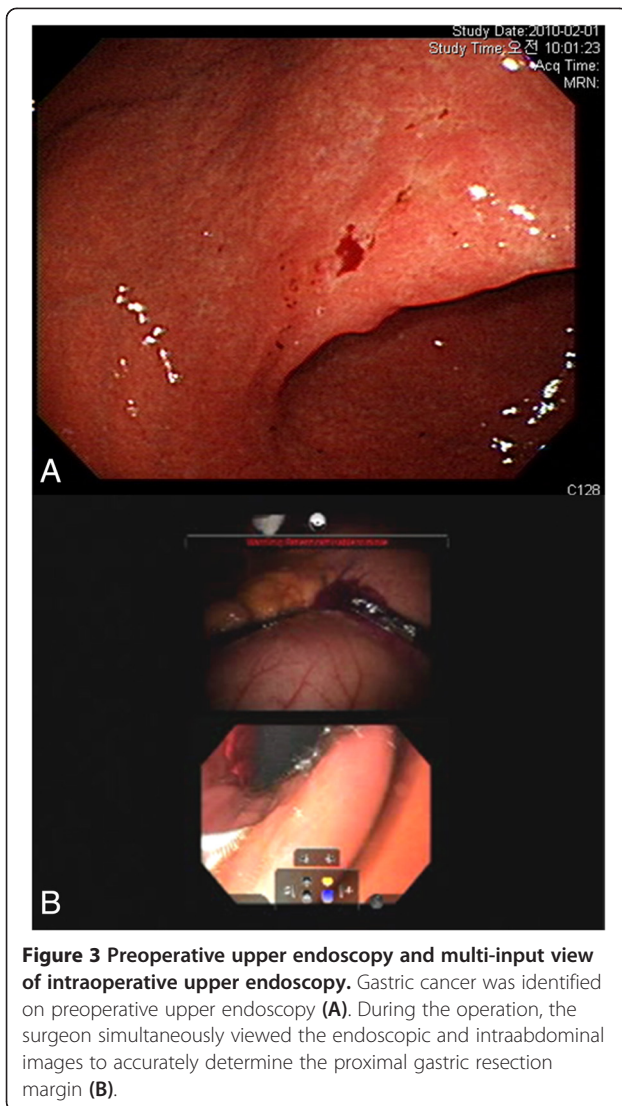 Study Date:2010-02-01
Study Time:오전 10:01:23
Acq Time:
MRN:
A
C128
B
Figure 3 Preoperative upper endoscopy and multi-input view
of intraoperative upper endoscopy. Gastric cancer was identified
on preoperative upper endoscopy (A). During the operation, the
surgeon simultaneously viewed the endoscopic and intraabdominal
images to accurately determine the proximal gastric resection
margin (B).